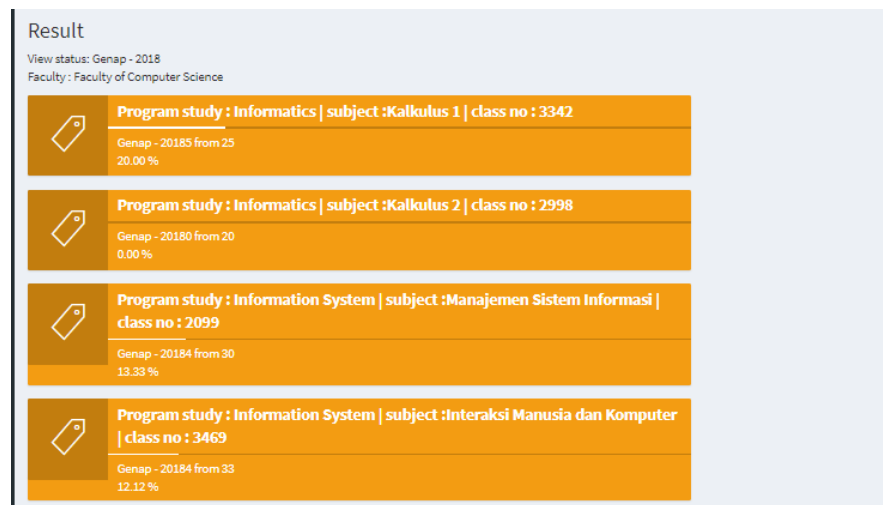 Result
View status: Genap - 2018
Faculty : Faculty of Computer Science
Program study : Informatics | subject :Kalkulus 1 | class no : 3342
Genap - 20185 from 25
20.00 %
Program study : Informatics | subject :Kalkulus 2 | class no : 2998
Genap - 20180 from 20
0.00 %
Program study : Information System | subject :Manajemen Sistem Informasi |
class no : 2099
Genap - 20184 from 30
13.33 %
Program study : Information System | subject :Interaksi Manusia dan Komputer
| class no : 3469
Genap - 20184 from 33
12.12 %